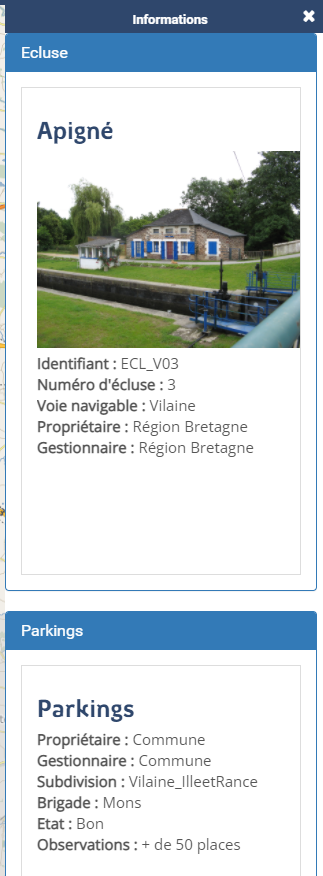 Informations ✖
Ecluse
Apigné
Identifiant : ECL_V03
Numéro d'écluse : 3
Voie navigable : Vilaine
Propriétaire : Région Bretagne
Gestionnaire : Région Bretagne
Parkings
Parkings
Propriétaire : Commune
Gestionnaire : Commune
Subdivision : Vilaine_IlleetRance
Brigade : Mons
Etat : Bon
Observations : + de 50 places